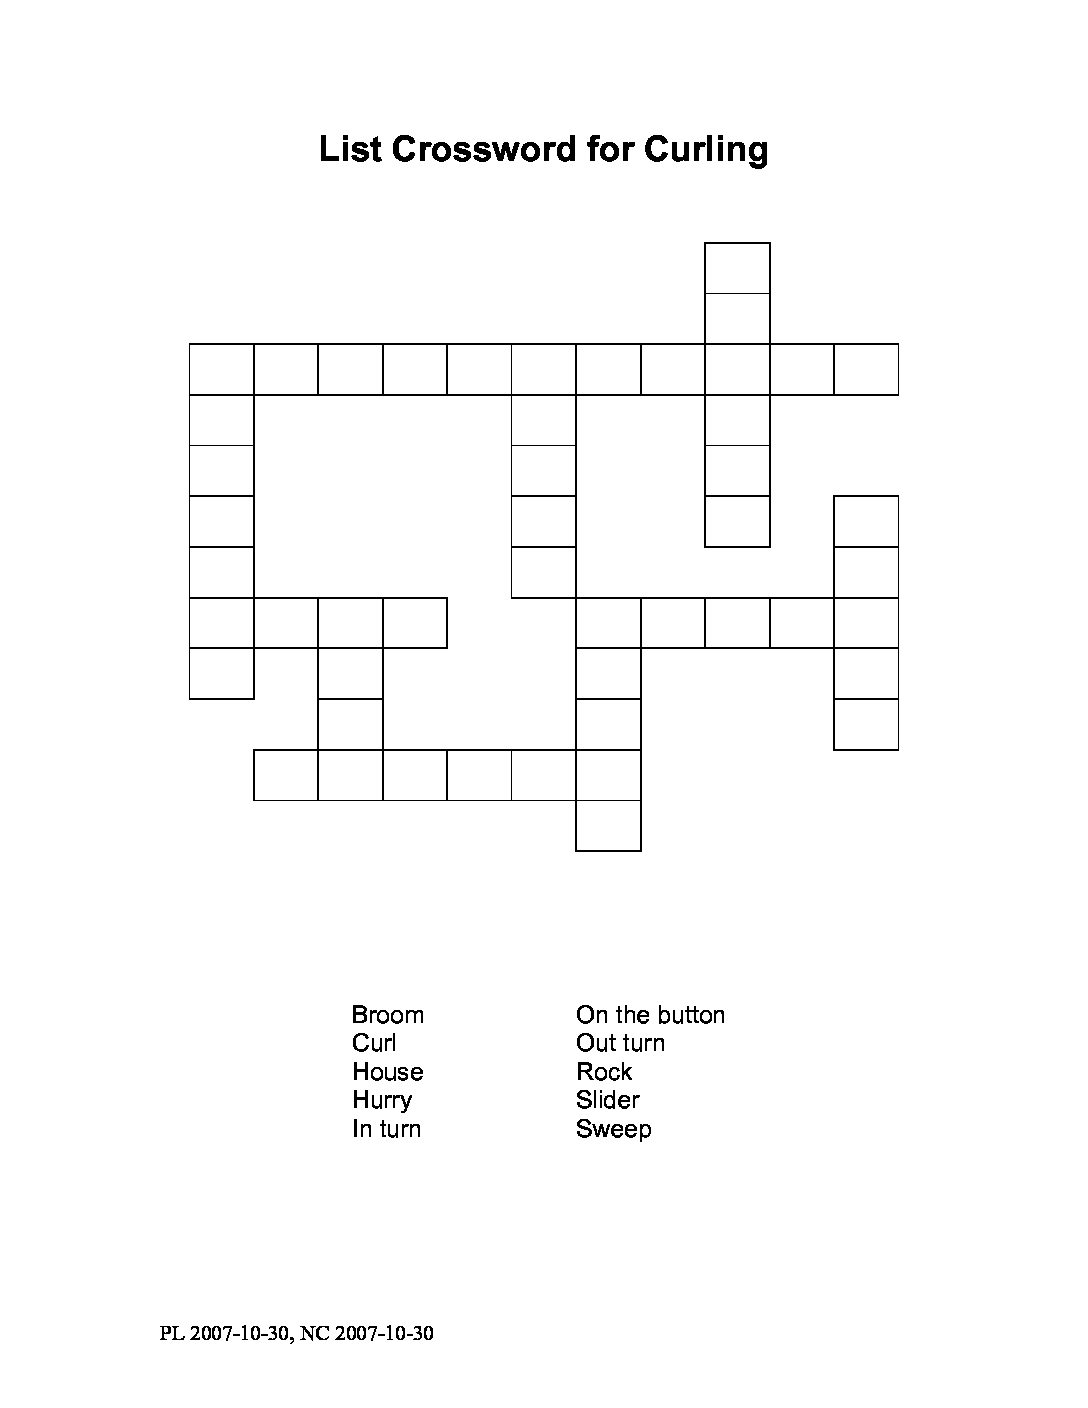 List Crossword for Curling
Broom
Curl
House
Hurry
In turn
On the button
Out turn
Rock
Slider
Sweep
PL 2007-10-30, NC 2007-10-30